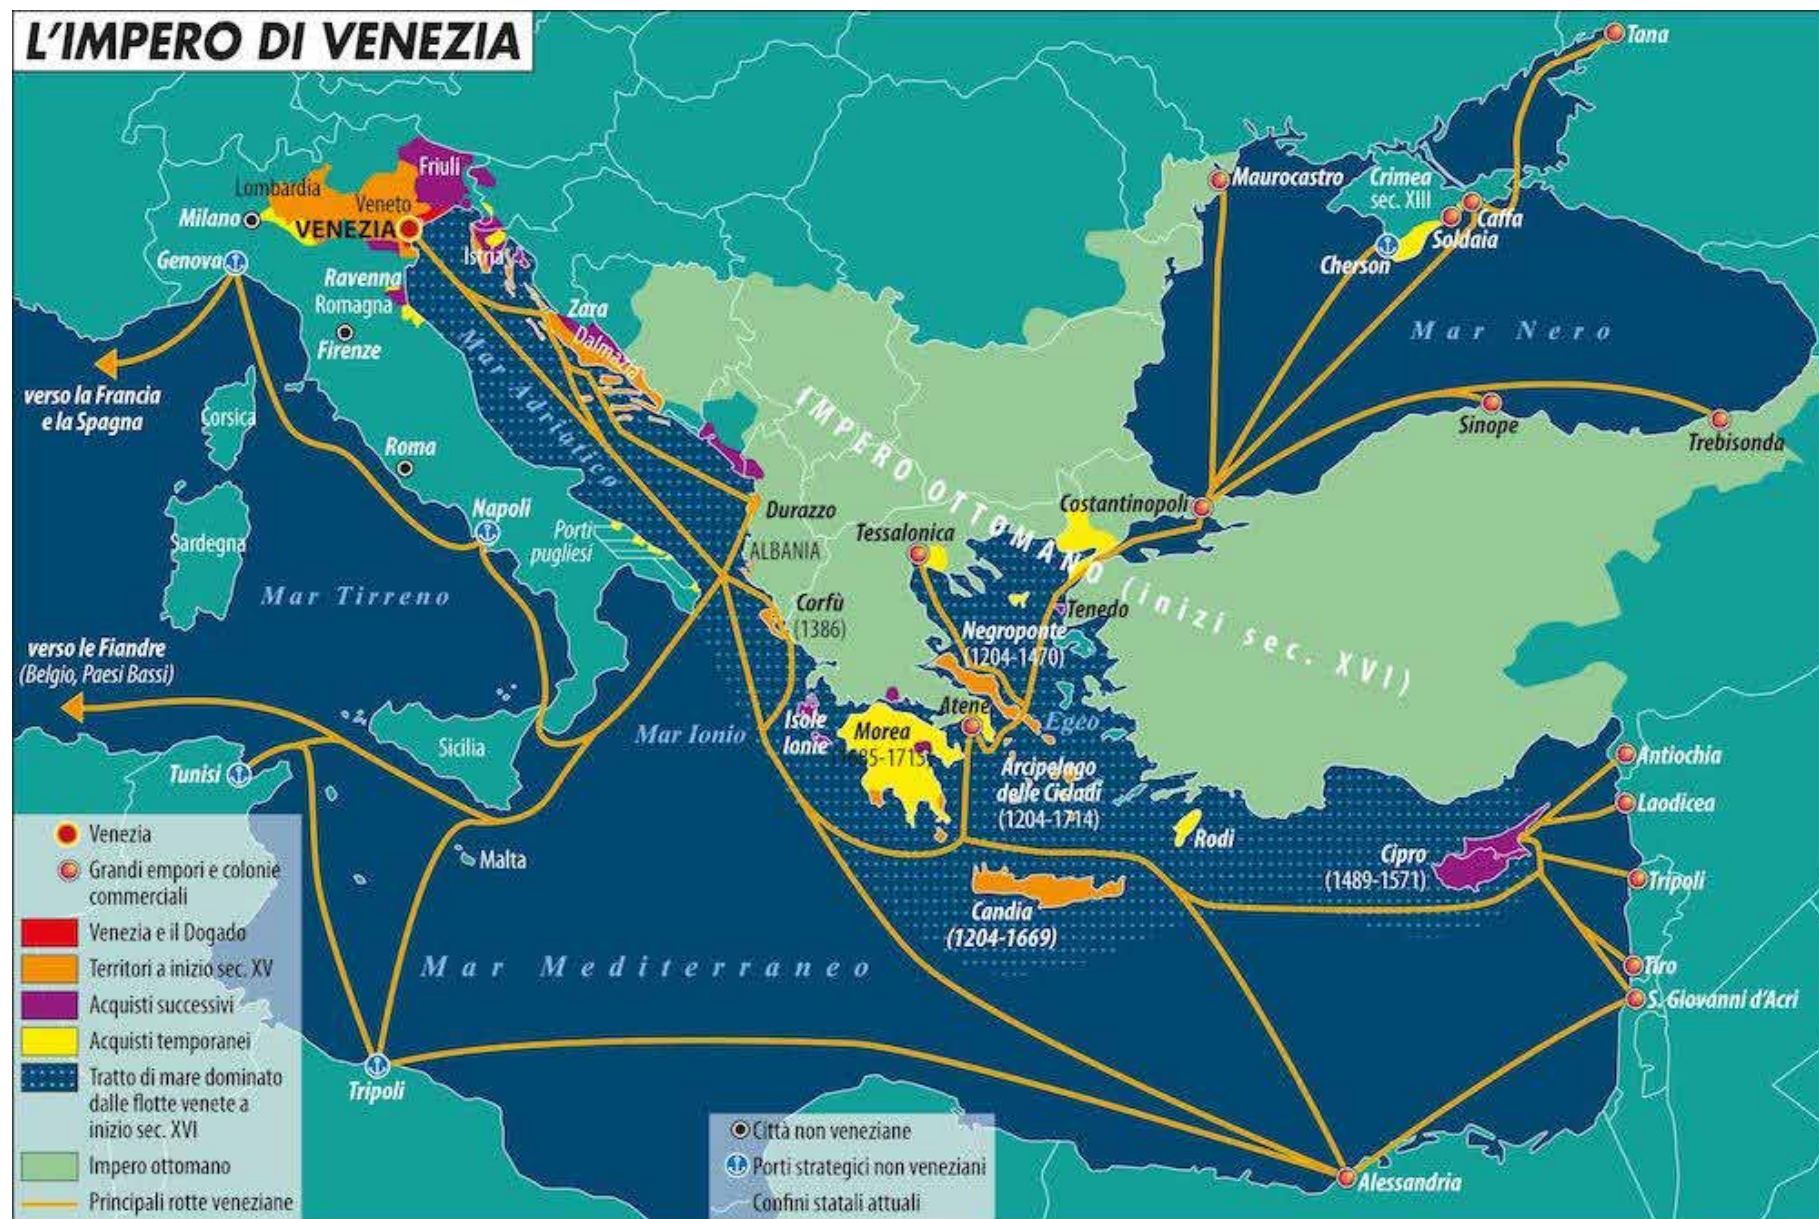 L'IMPERO DI VENEZIA
Tana
Friuli
Lombardia
Veneto
Milano
VENEZIA
Genova
Istria
Ravenna
Romagna
Zara
Dalmazia
Firenze
Maurocastro
Crimea
sec. XIII
Caffa
Soldaia
Cherson
Mar Nero
verso la Francia
e la Spagna
Corsica
Mar Adriatico
Roma
Sinope
Trebisonda
IMPERO OTTOMANO (inizi sec. XVI)
Napoli
Durazzo
Costantinopoli
Sardegna
Porti
pugliesi
ALBANIA
Tessalonica
Mar Tirreno
Corfù
(1386)
Tenedo
Negroponte
(1204-1470)
verso le Fiandre
(Belgio, Paesi Bassi)
Atene
Egeo
Isole
Ionie
Mar Ionio
Morea
1685-1715)
Sicilia
Tunisi
Antiochia
Arcipelago
delle Cicladi
(1204-1714)
Laodicea
Rodi
Malta
Cipro
(1489-1571)
Tripoli
Candia
(1204-1669)
Mar Mediterraneo
Tiro
S. Giovanni d'Acri
Tripoli
Alessandria
Venezia
Grandi empori e colonie
commerciali
Venezia e il Dogado
Territori a inizio sec. XV
Acquisti successivi
Acquisti temporanei
Tratto di mare dominato
dalle flotte venete a
inizio sec. XVI
Impero ottomano
Principali rotte veneziane
Città non veneziane
Porti strategici non veneziani
Confini statali attuali